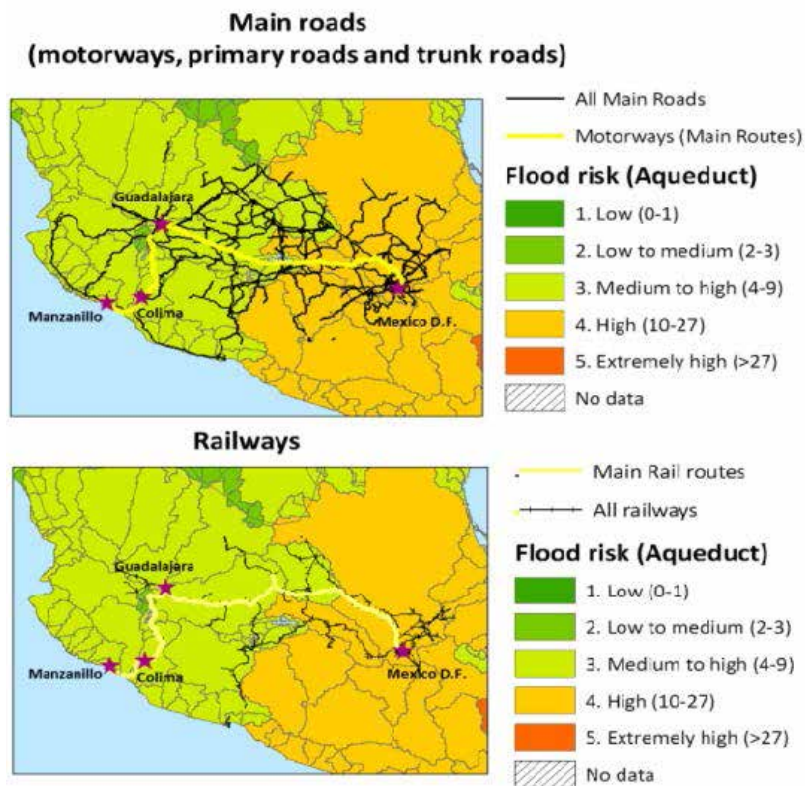 Main roads
(motorways, primary roads and trunk roads)
All Main Roads
Motorways (Main Routes)
Flood risk (Aqueduct)
1. Low (0-1)
2. Low to medium (2-3)
3. Medium to high (4-9)
4. High (10-27)
5. Extremely high (>27)
No data
Guadalajara
Manzanillo
Colima
Mexico D.F.
Railways
Main Rail routes
All railways
Flood risk (Aqueduct)
1. Low (0-1)
2. Low to medium (2-3)
3. Medium to high (4-9)
4. High (10-27)
5. Extremely high (>27)
No data
Guadalajara
Manzanillo
Colima
Mexico D.F.